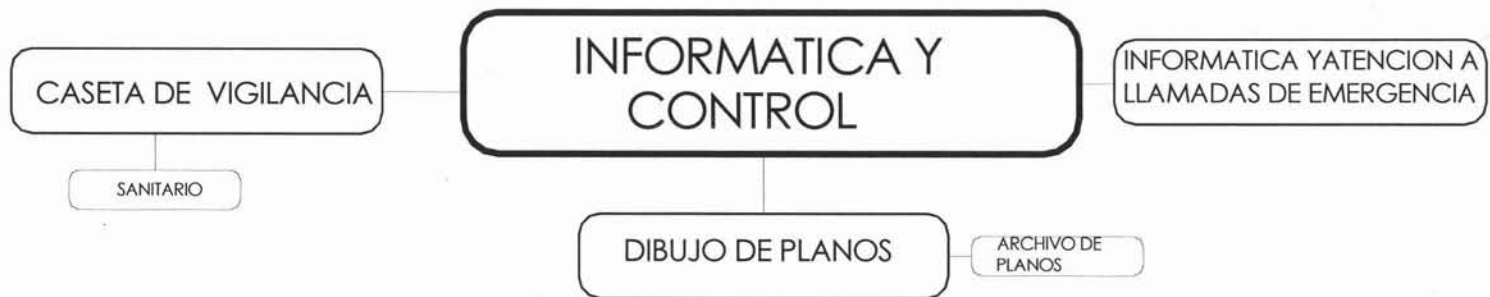 INFORMATICA Y
CONTROL
CASETA DE VIGILANCIA
INFORMATICA YATENCION A
LLAMADAS DE EMERGENCIA
SANITARIO
DIBUJO DE PLANOS
ARCHIVO DE
PLANOS